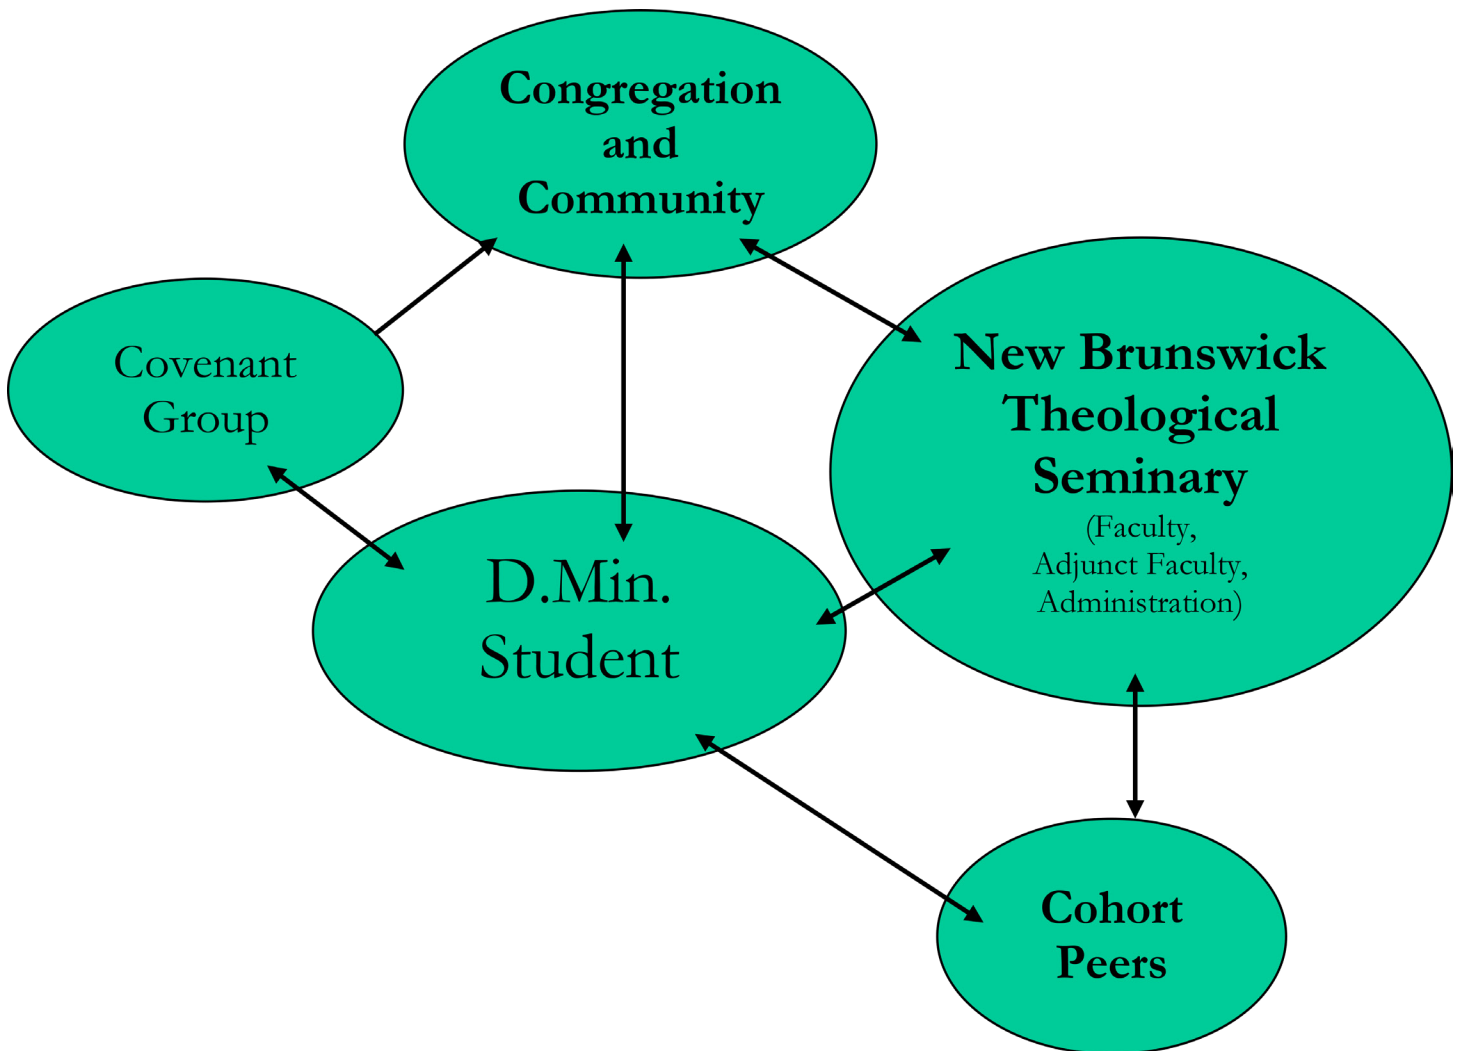 Congregation
and
Community
Covenant
Group
New Brunswick
Theological
Seminary
(Faculty,
Adjunct Faculty,
Administration)
D.Min.
Student
Cohort
Peers